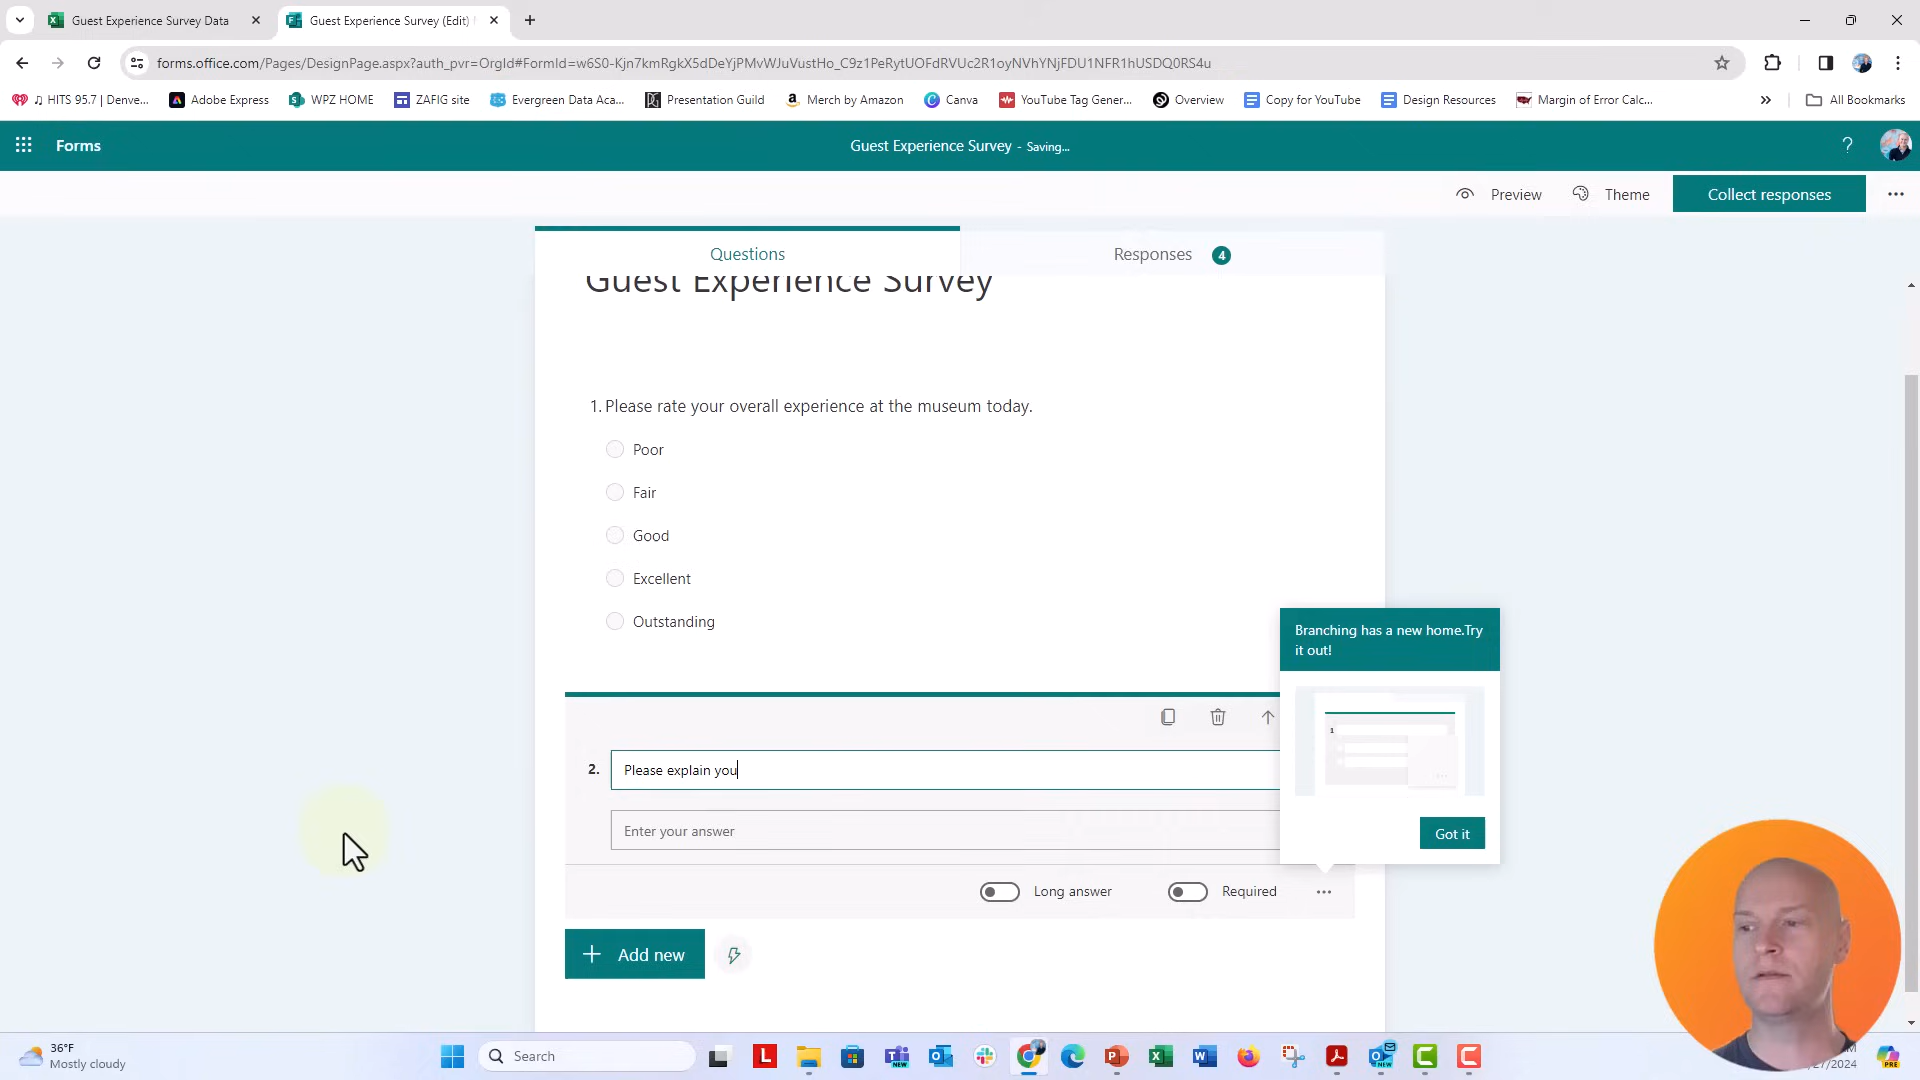 Guest Experience Survey Data
Guest Experience Survey (Edit)
forms.office.com/Pages/DesignPage.aspx?auth_pvr=OrgId#FormId=w6S0-Kjn7kmRgkX5dDeYjPMvWJuVustHo_C9z1PeRytUOFdRVUc2R1oyNVhYNjFDU1NFR1hUSDQ0RS4u
♫ HITS 95.7 | Denve...
Adobe Express
WPZ HOME
ZAFIG site
Evergreen Data Aca...
Presentation Guild
Merch by Amazon
Canva
YouTube Tag Gener...
Overview
Copy for YouTube
Design Resources
Margin of Error Calc...
All Bookmarks
Forms
Guest Experience Survey - Saving...
?
Preview
Theme
Collect responses
Questions
Responses 4
Guest Experience Survey
1. Please rate your overall experience at the museum today.
Poor
Fair
Good
Excellent
Outstanding
Branching has a new home.Try
it out!
1
2. Please explain you
Enter your answer
Got it
Long answer
Required
+ Add new
36°F
Mostly cloudy
Search
/27/2024